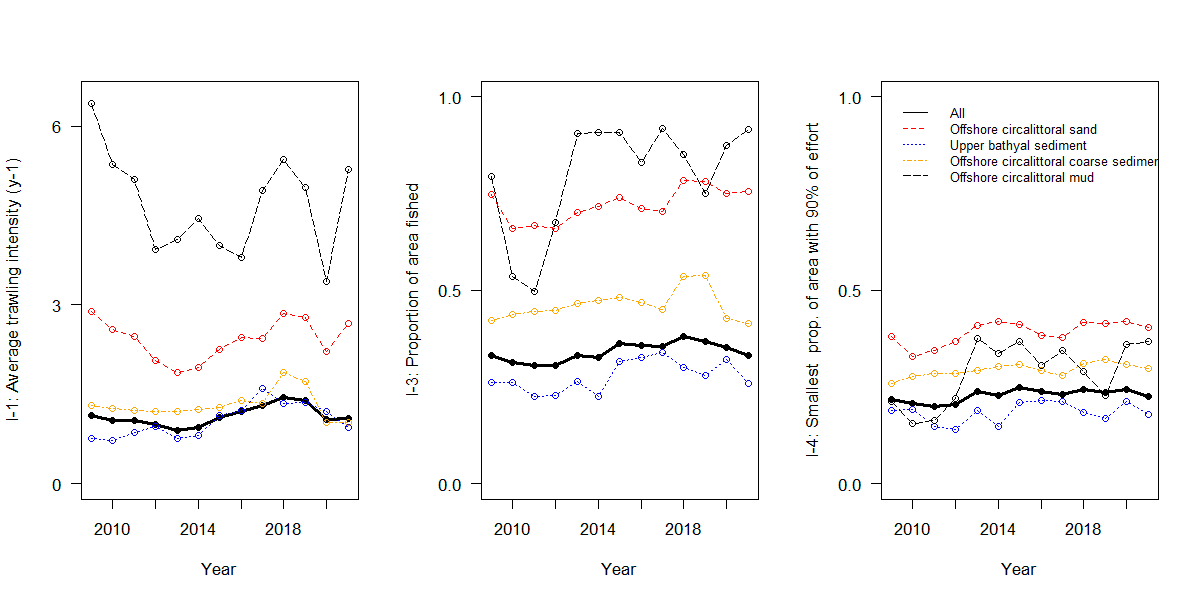 I-1: Average trawling intensity (y-1)
6
3
0
2010 2014 2018
Year
I-3: Proportion of area fished
1.0
0.5
0.0
2010 2014 2018
Year
I-4: Smallest prop. of area with 90% of effort
1.0
0.5
0.0
2010 2014 2018
Year
All
Offshore circalittoral sand
Upper bathyal sediment
Offshore circalittoral coarse sedimer
Offshore circalittoral mud